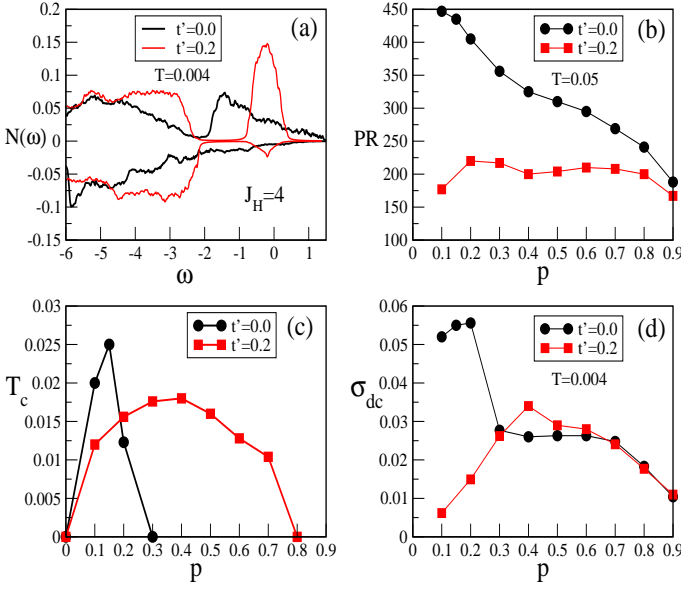 (a)
t'=0.0
t'=0.2
T=0.004
J_H=4
N(ω)
0.2
0.15
0.1
0.05
0
-0.05
-0.1
-0.15
-6 -5 -4 -3 -2 -1 0 1
ω
(b)
t'=0.0
t'=0.2
T=0.05
PR
450
400
350
300
250
200
150
100
0 0.1 0.2 0.3 0.4 0.5 0.6 0.7 0.8 0.9
p
(c)
t'=0.0
t'=0.2
T_c
0.03
0.025
0.02
0.015
0.01
0.005
0
0 0.1 0.2 0.3 0.4 0.5 0.6 0.7 0.8 0.9
p
(d)
t'=0.0
t'=0.2
T=0.004
σ_dc
0.06
0.05
0.04
0.03
0.02
0.01
0
0 0.1 0.2 0.3 0.4 0.5 0.6 0.7 0.8 0.9
p